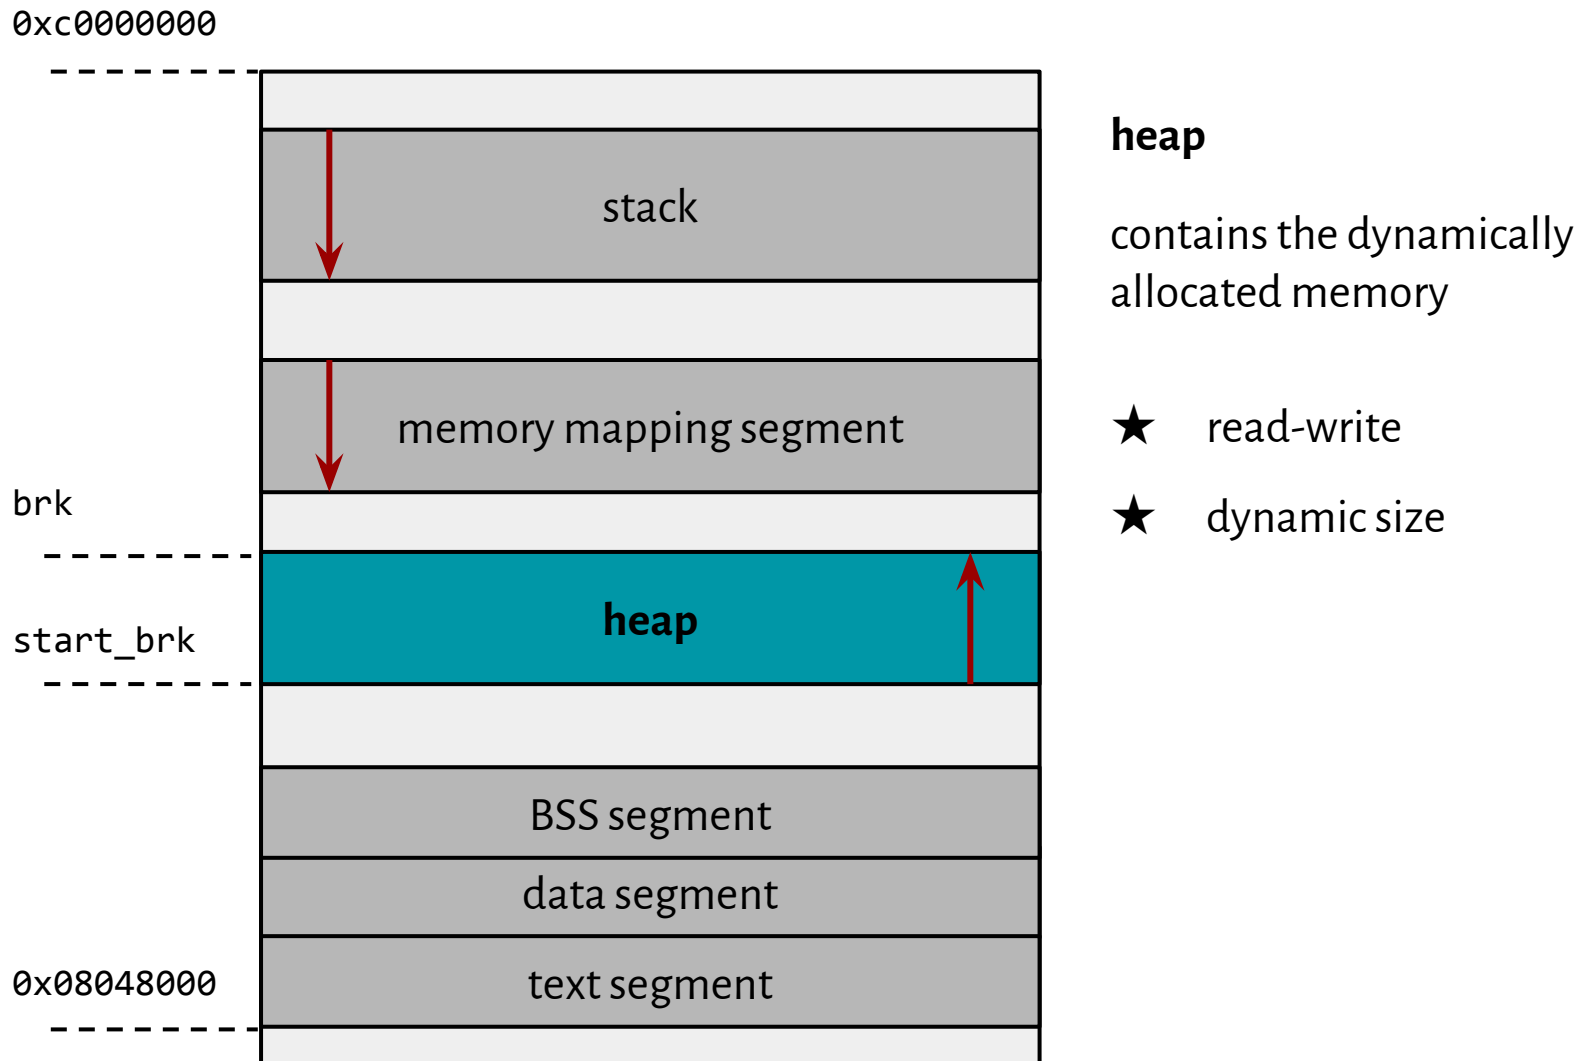 0xc0000000
heap
stack
contains the dynamically
allocated memory
memory mapping segment
★ read-write
brk
★ dynamic size
heap
start_brk
BSS segment
data segment
0x08048000
text segment